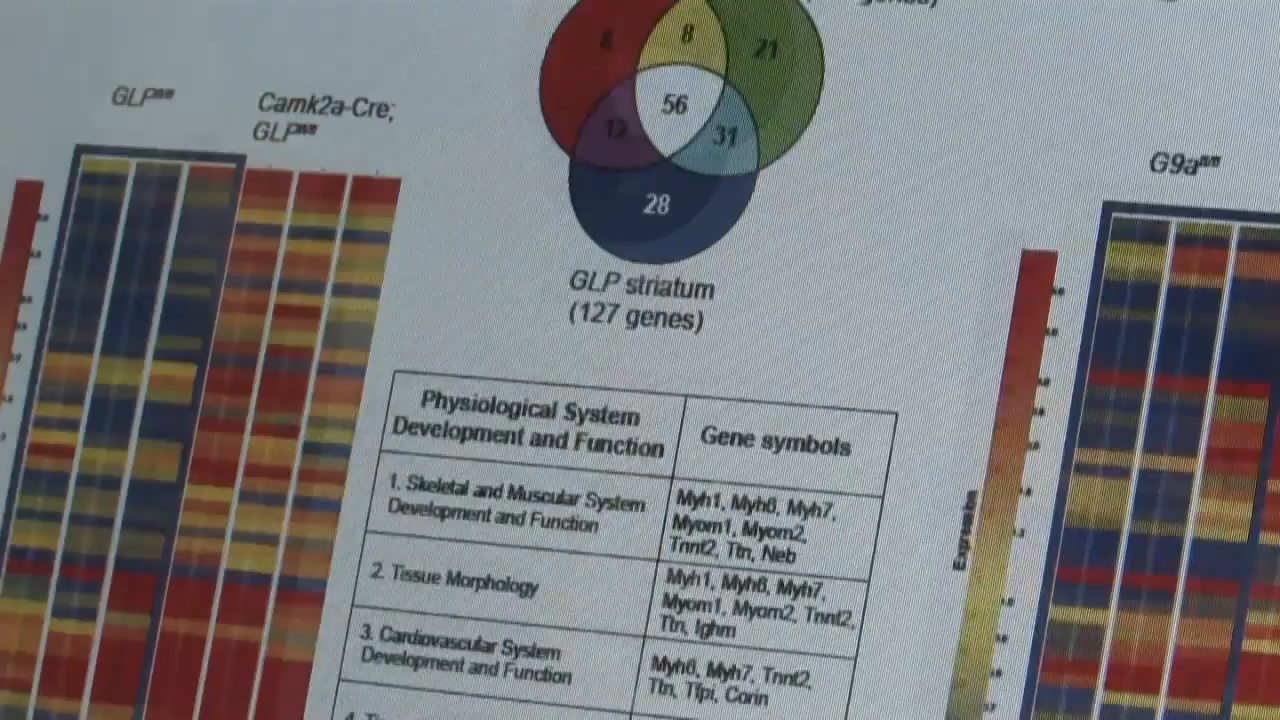 8
21
GLP
Camk2a-Cre;
GLP
56
12
31
G9a
28
GLP striatum
(127 genes)
Physiological System
Development and Function
Gene symbols
1. Skeletal and Muscular System
Development and Function
Myh1, Myh6, Myh7,
Myom1, Myom2,
Tnnt2, Ttn, Neb
2. Tissue Morphology
Myh1, Myh6, Myh7,
Myom1, Myom2, Tnnt2,
Ttn, Ighm
3. Cardiovascular System
Development and Function
Myh6, Myh7, Tnnt2,
Ttn, Tfpi, Corin
Expression